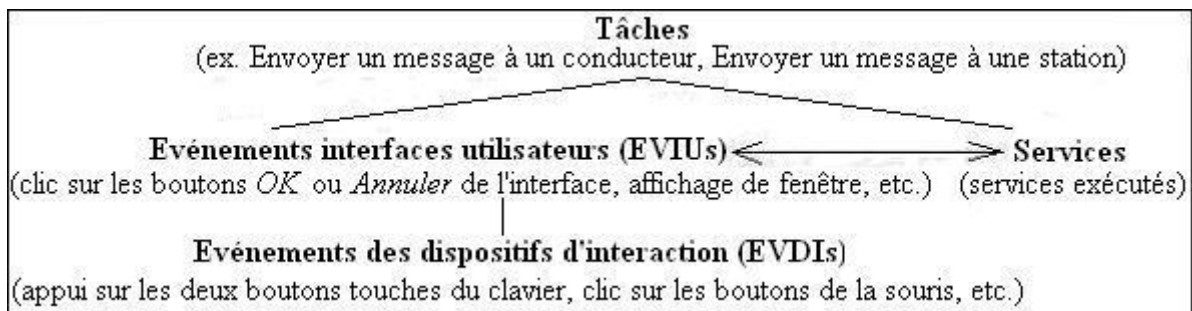 Tâches
(ex. Envoyer un message à un conducteur, Envoyer un message à une station)
Evénements interfaces utilisateurs (EVIUs) Services
(clic sur les boutons OK ou Annuler de l'interface, affichage de fenêtre, etc.) (services exécutés)
Evénements des dispositifs d'interaction (EVDIs)
(appui sur les deux boutons touches du clavier, clic sur les boutons de la souris, etc.)